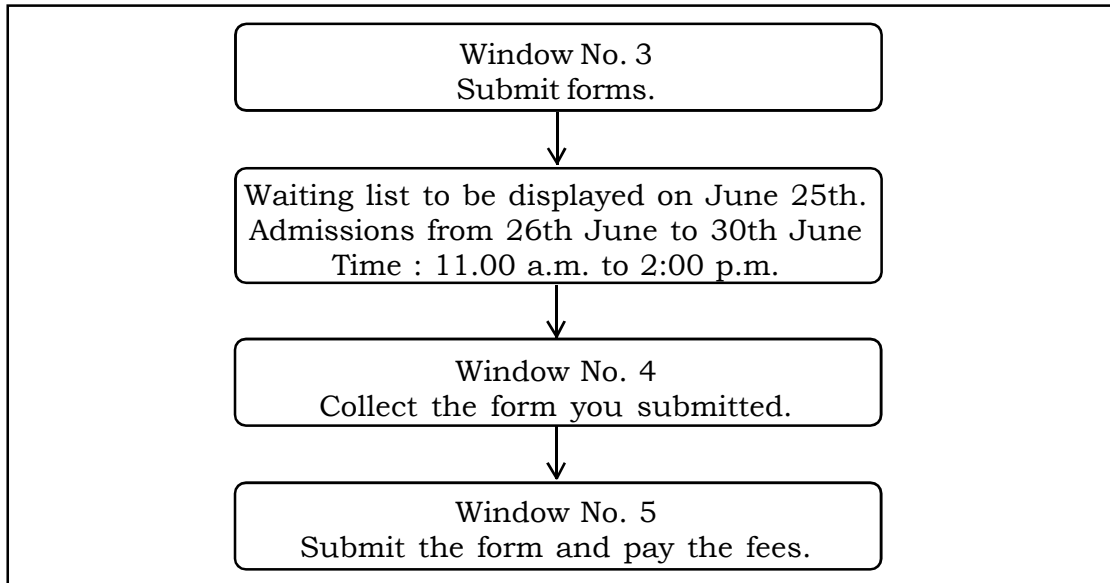 Window No. 3
Submit forms.
Waiting list to be displayed on June 25th.
Admissions from 26th June to 30th June
Time : 11.00 a.m. to 2:00 p.m.
Window No. 4
Collect the form you submitted.
Window No. 5
Submit the form and pay the fees.